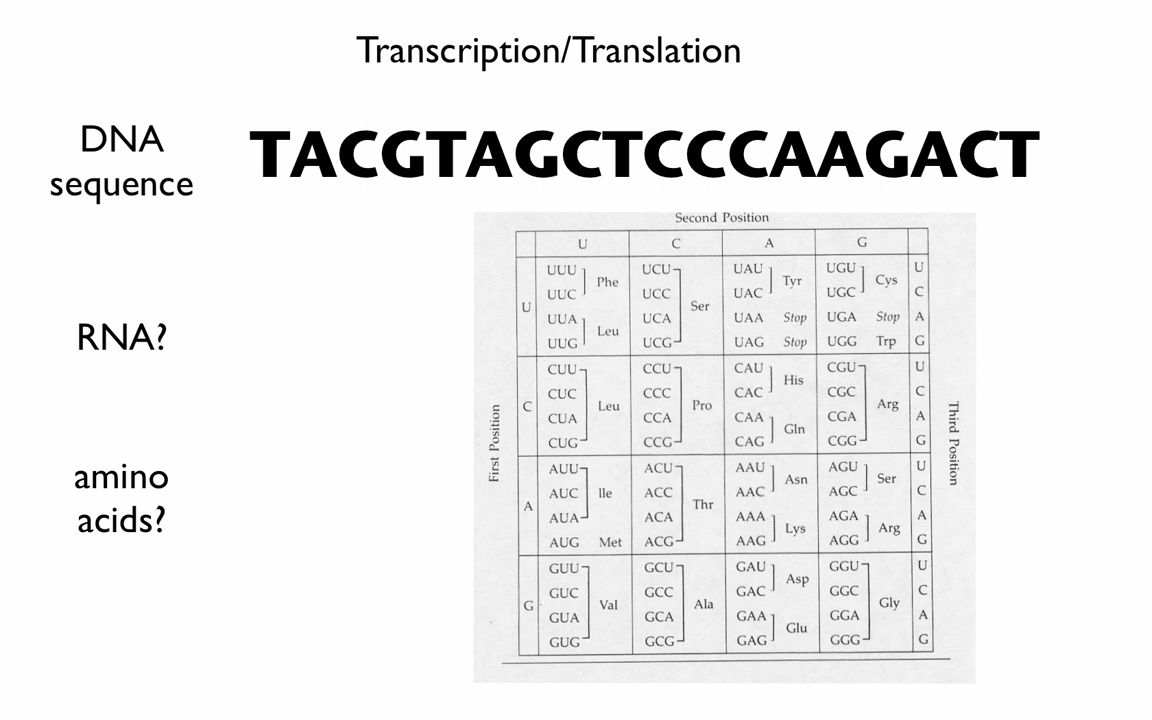 Transcription/Translation
DNA
sequence
TACGTAGCTCCCAAGACT
RNA?
amino
acids?
Second Position
U C A G
First Position
Third Position
U
UUU Phe UCU Ser UAU Tyr UGU Cys U
UUC UCC UAC UGC C
UUA Leu UCA UAA Stop UGA Stop A
UUG UCG UAG Stop UGG Trp G
C
CUU Leu CCU Pro CAU His CGU Arg U
CUC CCC CAC CGC C
CUA CCA CAA Gln CGA A
CUG CCG CAG CGG G
A
AUU Ile ACU Thr AAU Asn AGU Ser U
AUC ACC AAC AGC C
AUA ACA AAA Lys AGA Arg A
AUG Met ACG AAG AGG G
G
GUU Val GCU Ala GAU Asp GGU Gly U
GUC GCC GAC GGC C
GUA GCA GAA Glu GGA A
GUG GCG GAG GGG G